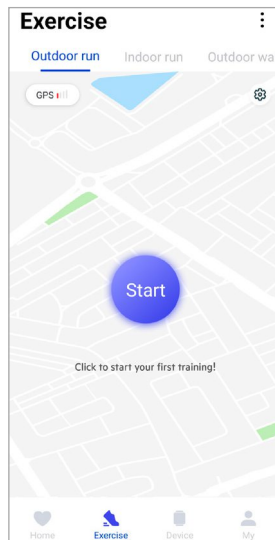 Exercise
Outdoor run Indoor run Outdoor wa
GPS
Start
Click to start your first training!
Home Exercise Device My